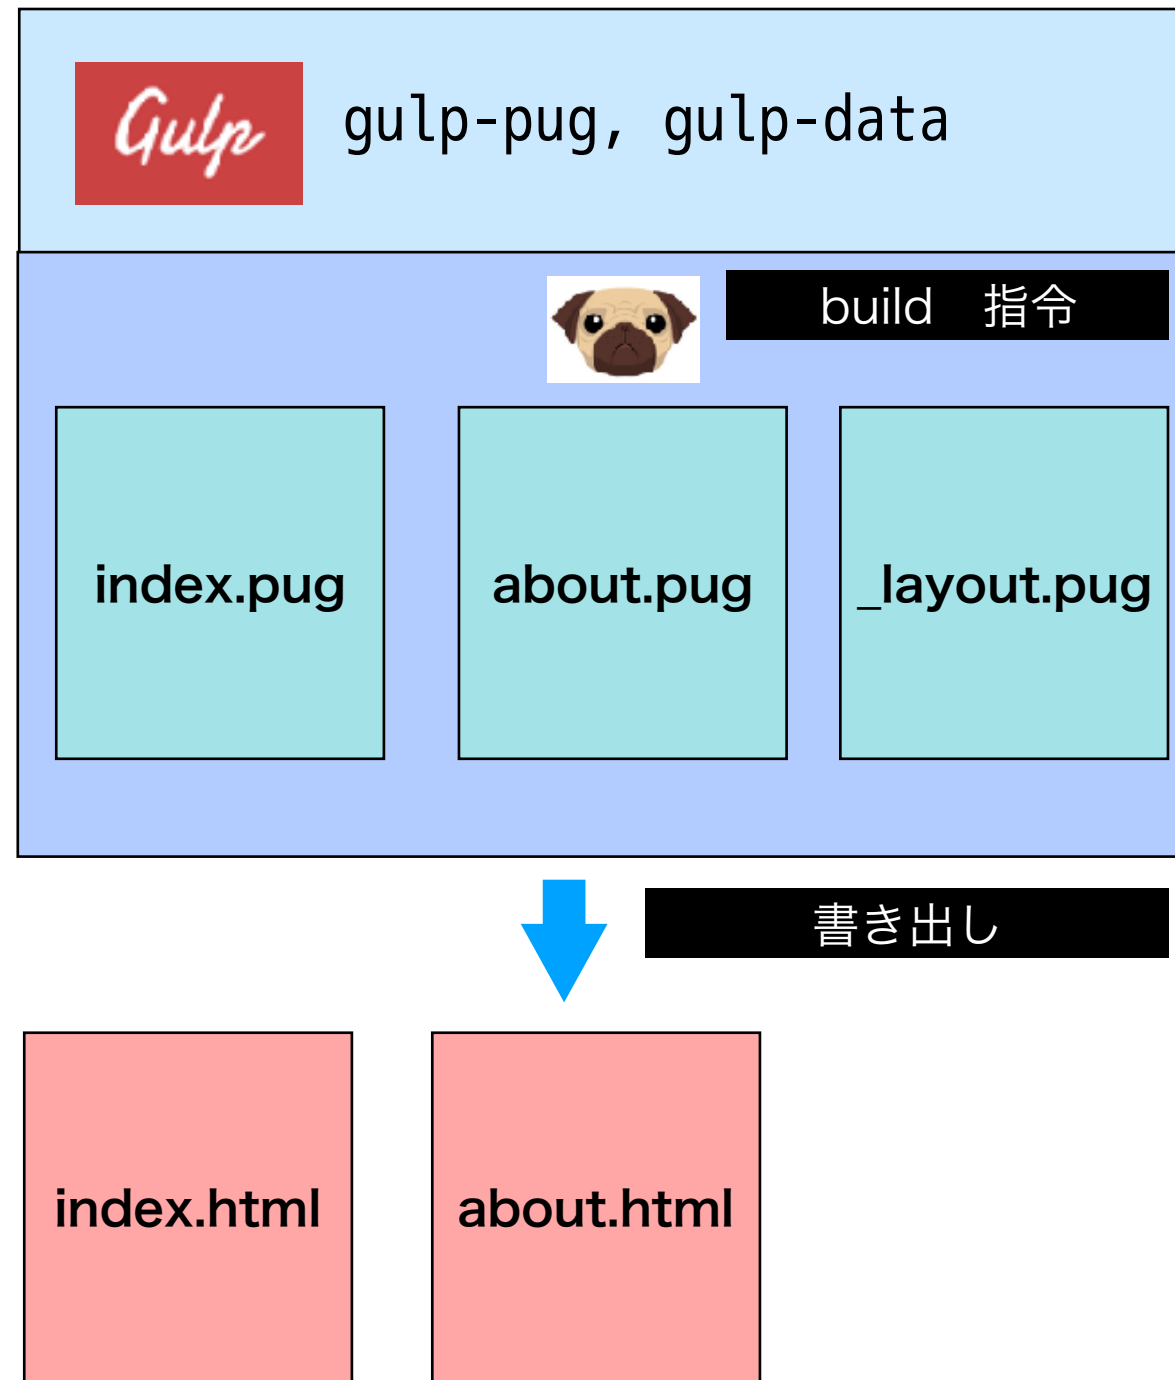 Gulp
gulp-pug, gulp-data
build　指令
index.pug
about.pug
_layout.pug
書き出し
index.html
about.html